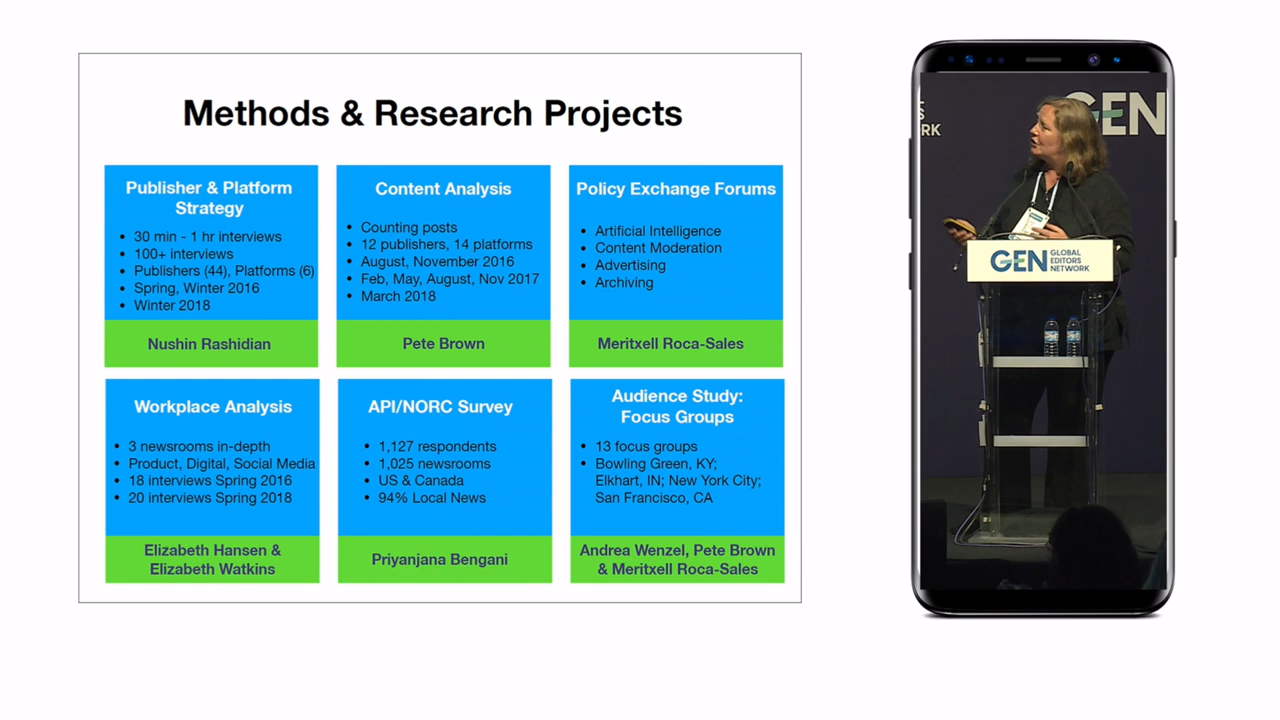 Methods & Research Projects
Publisher & Platform
Strategy
• 30 min - 1 hr interviews
• 100+ interviews
• Publishers (44), Platforms (6)
• Spring, Winter 2016
• Winter 2018
Nushin Rashidian
Content Analysis
• Counting posts
• 12 publishers, 14 platforms
• August, November 2016
• Feb, May, August, Nov 2017
• March 2018
Pete Brown
Policy Exchange Forums
• Artificial Intelligence
• Content Moderation
• Advertising
• Archiving
Meritxell Roca-Sales
Workplace Analysis
• 3 newsrooms in-depth
• Product, Digital, Social Media
• 18 interviews Spring 2016
• 20 interviews Spring 2018
Elizabeth Hansen &
Elizabeth Watkins
API/NORC Survey
• 1,127 respondents
• 1,025 newsrooms
• US & Canada
• 94% Local News
Priyanjana Bengani
Audience Study:
Focus Groups
• 13 focus groups
• Bowling Green, KY;
Elkhart, IN; New York City;
San Francisco, CA
Andrea Wenzel, Pete Brown
& Meritxell Roca-Sales
GEN
RK
GEN GLOBAL
EDITORS
NETWORK